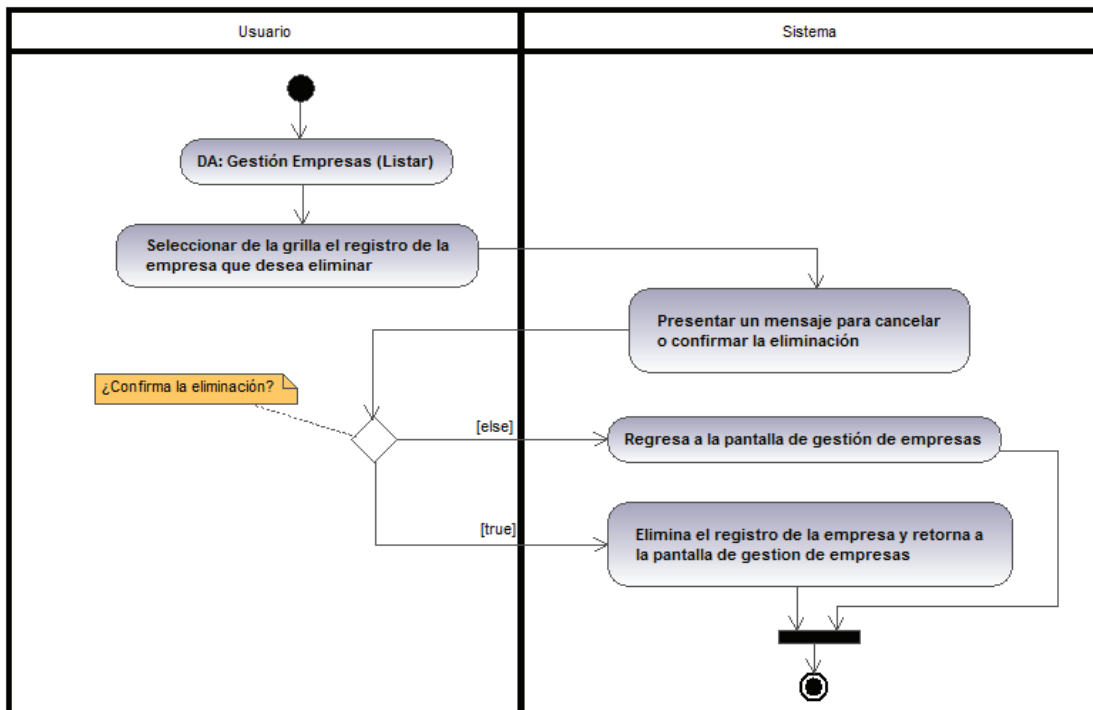 Usuario
Sistema
DA: Gestión Empresas (Listar)
Seleccionar de la grilla el registro de la
empresa que desea eliminar
Presentar un mensaje para cancelar
o confirmar la eliminación
¿Confirma la eliminación?
[else]
Regresa a la pantalla de gestión de empresas
[true]
Elimina el registro de la empresa y retorna a
la pantalla de gestion de empresas